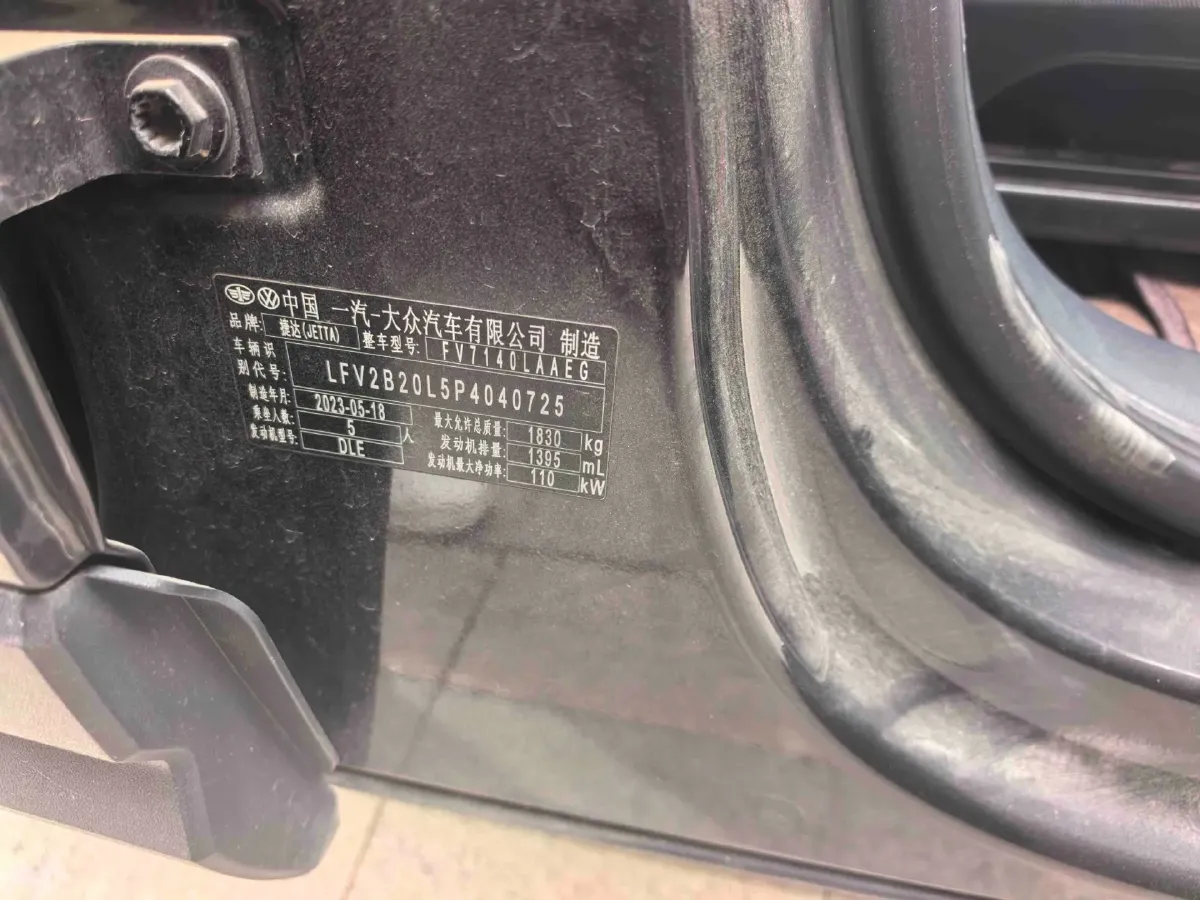 中国 一汽-大众汽车有限公司 制造
品牌: 捷达(JETTA) 整车型号: FV7140LAAEG
车辆识别代号: LFV2B20L5P4040725
制造年月: 2023-05-18 最大允许总质量: 1830 kg
乘坐人数: 5 人 发动机排量: 1395 mL
发动机型号: DLE 发动机最大净功率: 110 kW